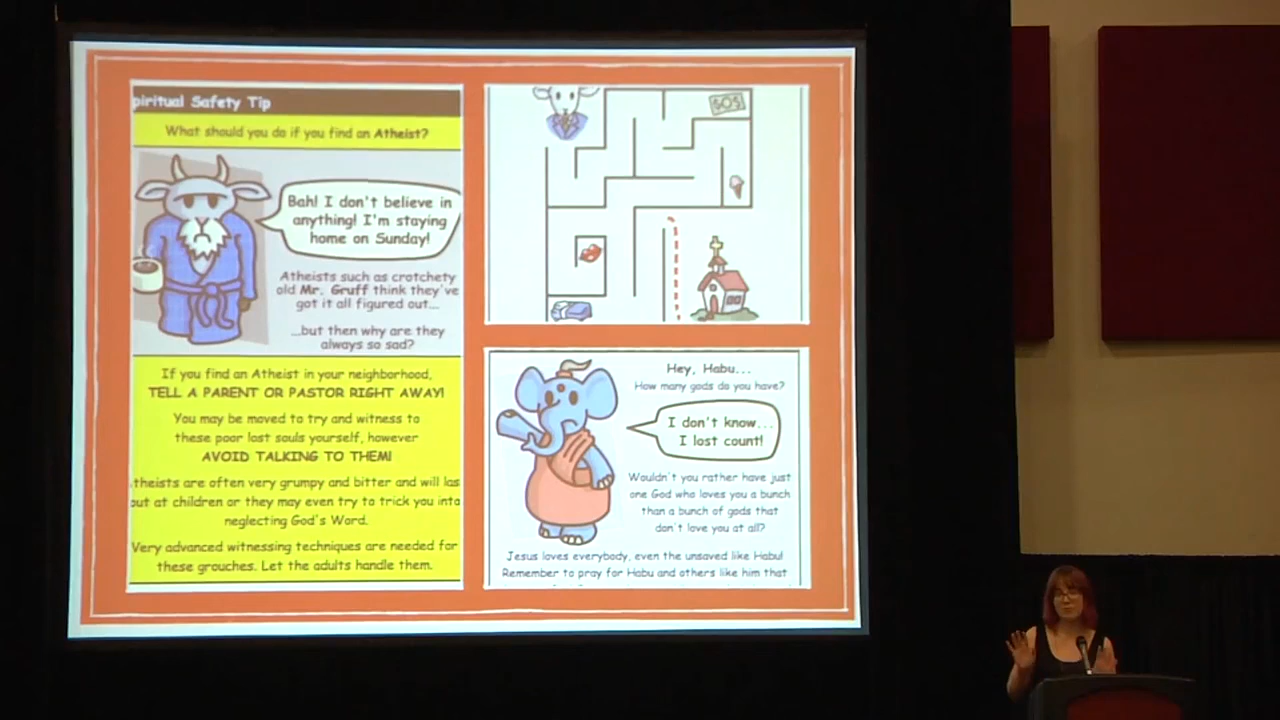 piritual Safety Tip
What should you do if you find an Atheist?
Bah! I don't believe in
anything! I'm staying
home on Sunday!
Atheists such as crotchety
old Mr. Gruff think they've
got it all figured out...
...but then why are they
always so sad?
If you find an Atheist in your neighborhood,
TELL A PARENT OR PASTOR RIGHT AWAY!
You may be moved to try and witness to
these poor lost souls yourself, however
AVOID TALKING TO THEM!
theists are often very grumpy and bitter and will las
out at children or they may even try to trick you into
neglecting God's Word.
Very advanced witnessing techniques are needed for
these grouches. Let the adults handle them.
Hey, Habu...
How many gods do you have?
I don't know...
I lost count!
Wouldn't you rather have just
one God who loves you a bunch
than a bunch of gods that
don't love you at all?
Jesus loves everybody, even the unsaved like Habu!
Remember to pray for Habu and others like him that